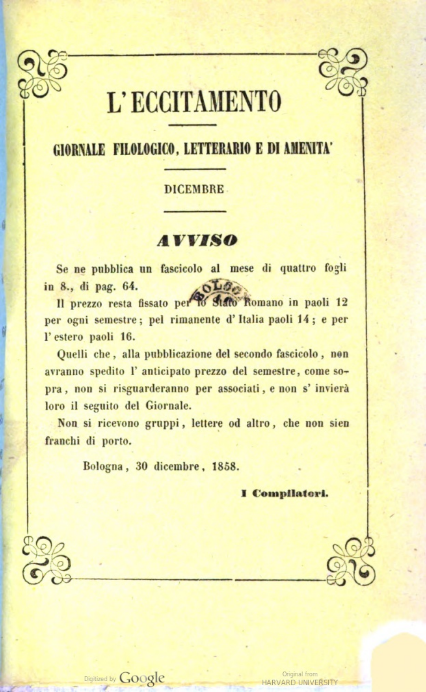 L'ECCITAMENTO
GIORNALE FILOLOGICO, LETTERARIO E DI AMENITA'
DICEMBRE
AVVISO
Se ne pubblica un fascicolo al mese di quattro fogli
in 8., di pag. 64.
Il prezzo resta fissato per lo Stato Romano in paoli 12
per ogni semestre; pel rimanente d'Italia paoli 14; e per
l'estero paoli 16.
Quelli che, alla pubblicazione del secondo fascicolo, non
avranno spedito l'anticipato prezzo del semestre, come so-
pra, non si risguarderanno per associati, e non s'invierà
loro il seguito del Giornale.
Non si ricevono gruppi, lettere od altro, che non sien
franchi di porto.
Bologna, 30 dicembre, 1858.
I Compilatori.
Digitized by Google
Original from
HARVARD UNIVERSITY